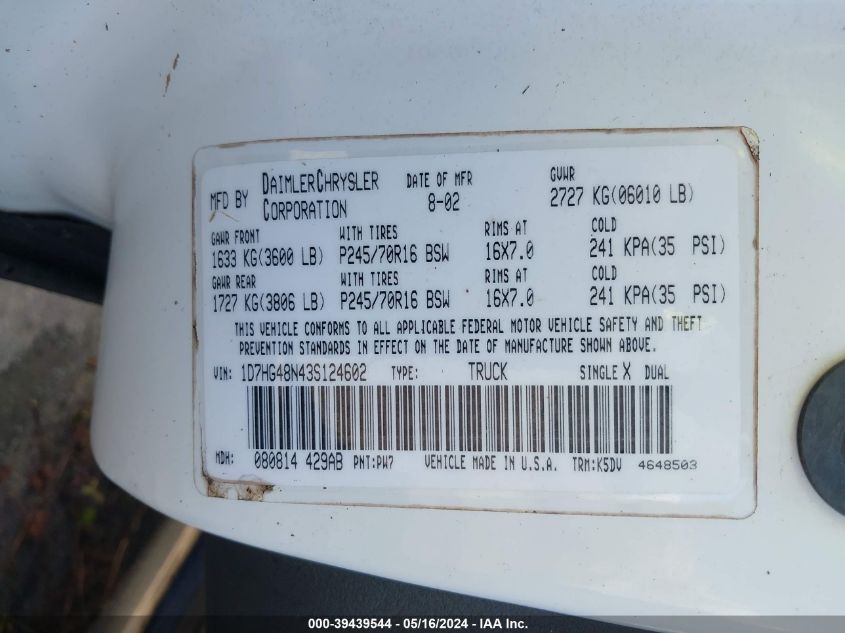 MFD BY DAIMLERCHRYSLER CORPORATION DATE OF MFR 8-02 GVWR 2727 KG(06010 LB)
GAWR FRONT WITH TIRES RIMS AT COLD
1633 KG(3600 LB) P245/70R16 BSW 16X7.0 241 KPA(35 PSI)
GAWR REAR WITH TIRES RIMS AT COLD
1727 KG(3806 LB) P245/70R16 BSW 16X7.0 241 KPA(35 PSI)
THIS VEHICLE CONFORMS TO ALL APPLICABLE FEDERAL MOTOR VEHICLE SAFETY AND THEFT
PREVENTION STANDARDS IN EFFECT ON THE DATE OF MANUFACTURE SHOWN ABOVE.
VIN: 1D7HG48N43S124602 TYPE: TRUCK SINGLE X DUAL
MDH: 080814 429AB PNT:PW7 VEHICLE MADE IN U.S.A. TRM:K5DV 4648503
000-39439544 - 05/16/2024 - IAA Inc.